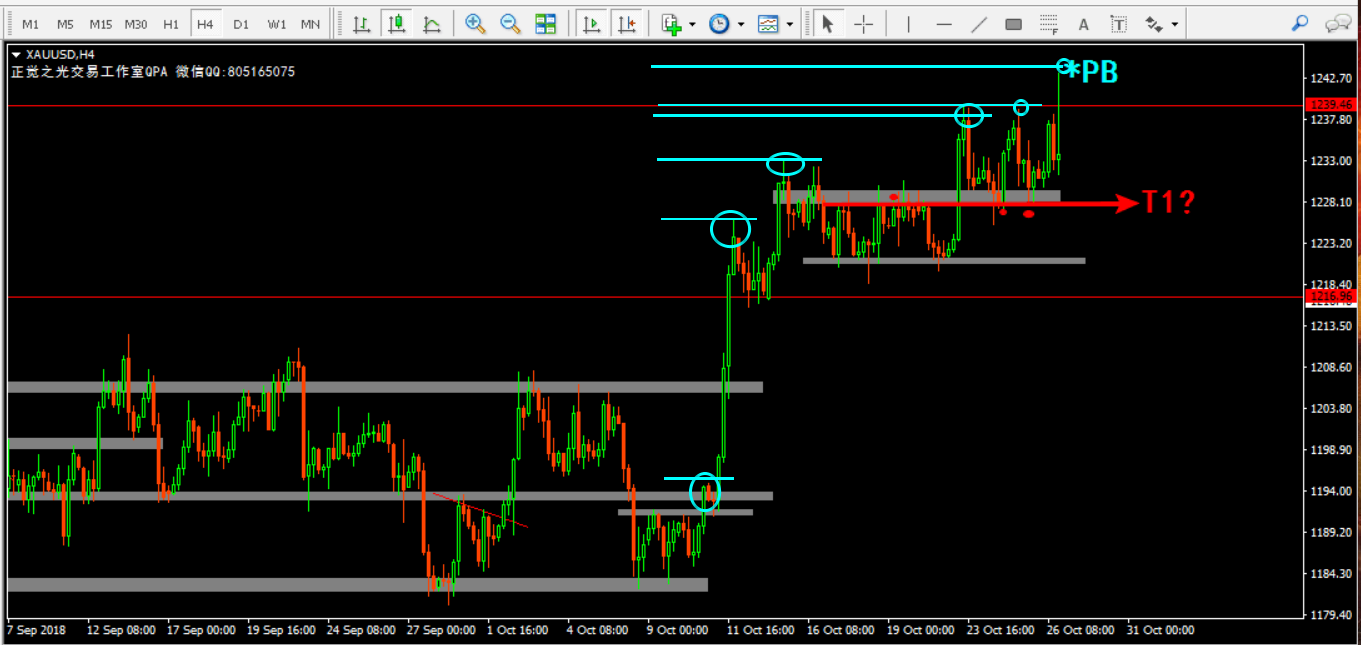 M1 M5 M15 M30 H1 H4 D1 W1 MN
F A T
XAUUSD,H4
正觉之光交易工作室QPA 微信QQ:805165075
*PB
T1?
1242.70
1239.46
1237.80
1233.00
1228.10
1223.20
1218.40
1216.96
1213.50
1208.60
1203.80
1198.90
1194.00
1189.20
1184.30
1179.40
7 Sep 2018 12 Sep 08:00 17 Sep 00:00 19 Sep 16:00 24 Sep 08:00 27 Sep 00:00 1 Oct 16:00 4 Oct 08:00 9 Oct 00:00 11 Oct 16:00 16 Oct 08:00 19 Oct 00:00 23 Oct 16:00 26 Oct 08:00 31 Oct 00:00